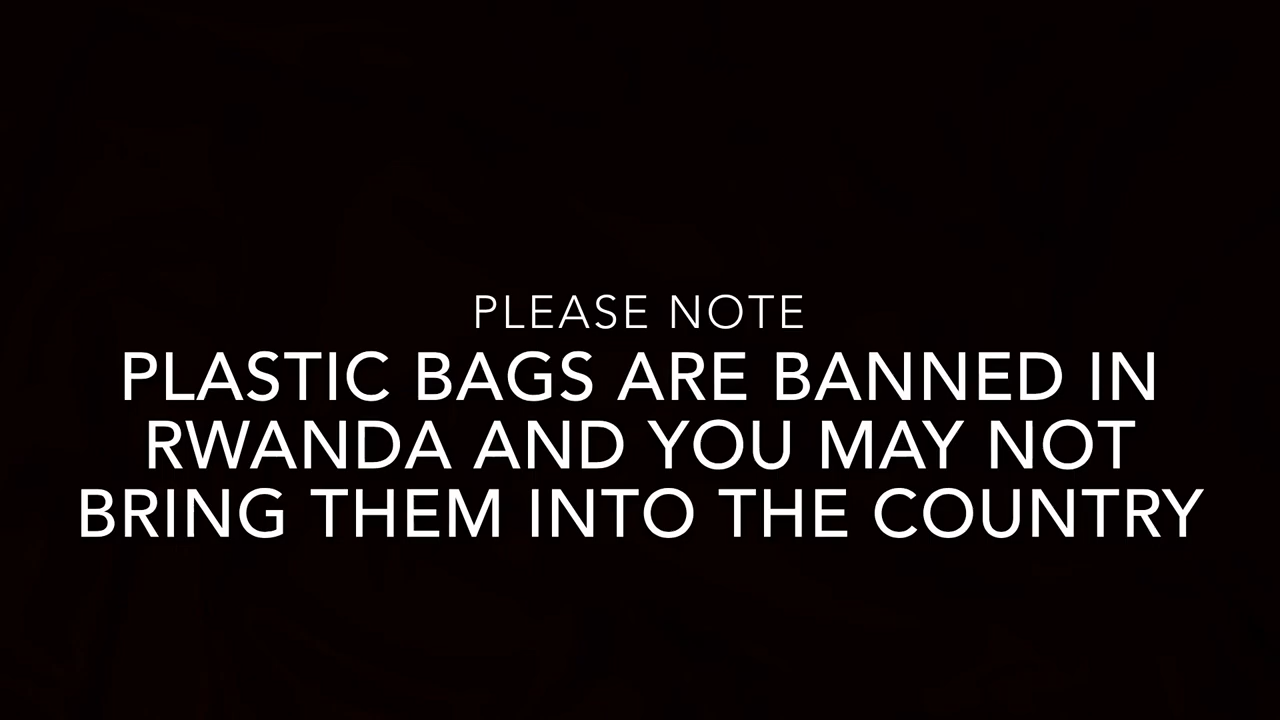 PLEASE NOTE
PLASTIC BAGS ARE BANNED IN
RWANDA AND YOU MAY NOT
BRING THEM INTO THE COUNTRY